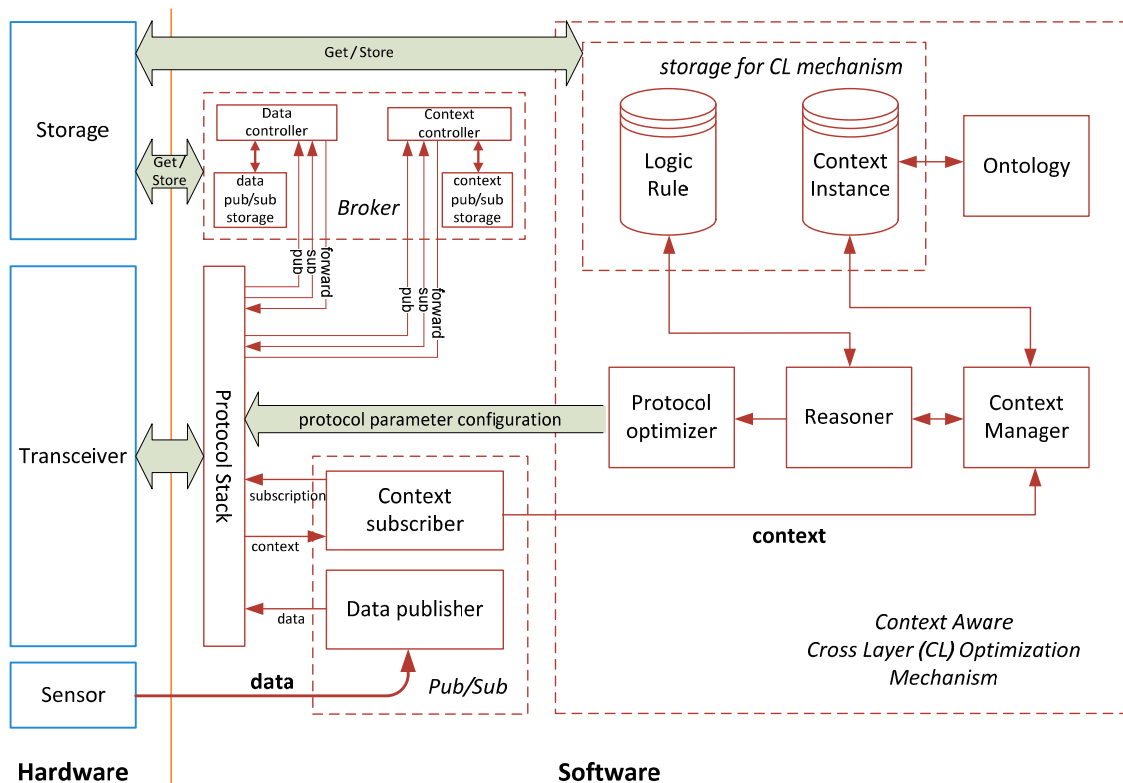 Get / Store
storage for CL mechanism
Storage
Data
controller
Context
controller
Get /
Store
data
pub/sub
storage
Broker
context
pub/sub
storage
Logic
Rule
Context
Instance
Ontology
pub
sub
forward
pub
sub
forward
Transceiver
Protocol Stack
protocol parameter configuration
Protocol
optimizer
Reasoner
Context
Manager
subscription
Context
subscriber
context
context
data
Data publisher
Context Aware
Cross Layer (CL) Optimization
Mechanism
Sensor
data
Pub/Sub
Hardware
Software